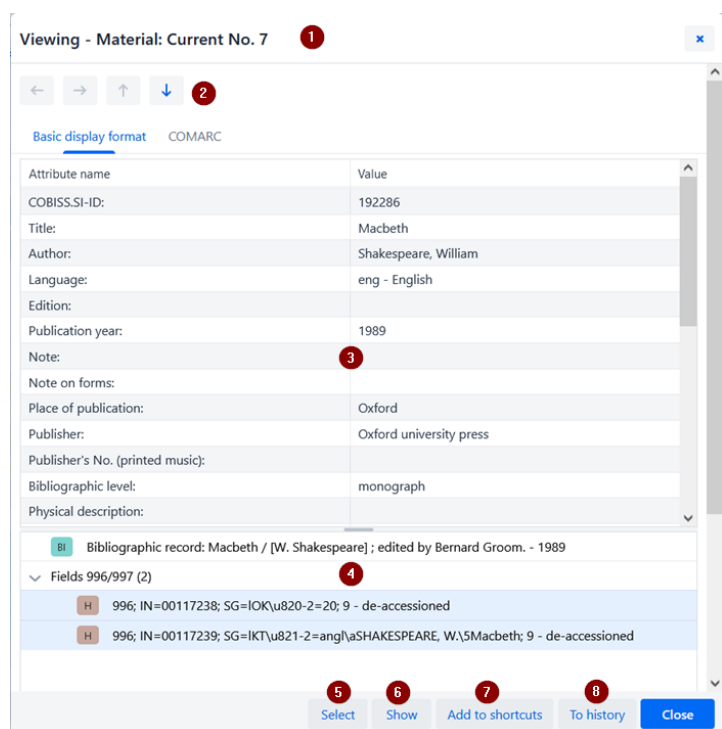 Viewing - Material: Current No. 7 1
2
Basic display format COMARC
Attribute name Value
COBISS.SI-ID: 192286
Title: Macbeth
Author: Shakespeare, William
Language: eng - English
Edition:
Publication year: 1989
Note: 3
Note on forms:
Place of publication: Oxford
Publisher: Oxford university press
Publisher's No. (printed music):
Bibliographic level: monograph
Physical description:
BI Bibliographic record: Macbeth / [W. Shakespeare] ; edited by Bernard Groom. - 1989
Fields 996/997 (2) 4
H 996; IN=00117238; SG=lOK\u820-2=20; 9 - de-accessioned
H 996; IN=00117239; SG=lKT\u821-2=angl\aSHAKESPEARE, W.\5Macbeth; 9 - de-accessioned
5 6 7 8
Select Show Add to shortcuts To history Close